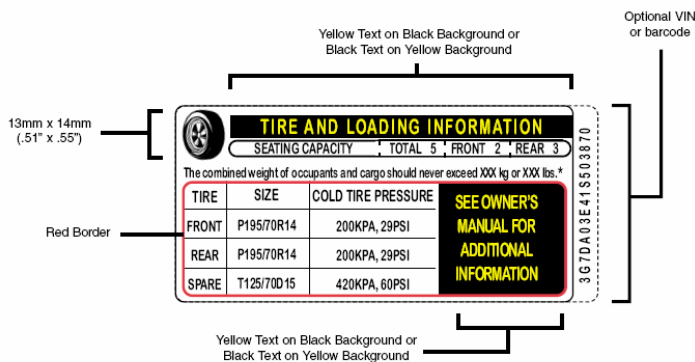 Optional VIN
or barcode
Yellow Text on Black Background or
Black Text on Yellow Background
13mm x 14mm
(.51" x .55")
TIRE AND LOADING INFORMATION
SEATING CAPACITY TOTAL 5 FRONT 2 REAR 3
The combined weight of occupants and cargo should never exceed XXX kg or XXX lbs.*
TIRE SIZE COLD TIRE PRESSURE
FRONT P195/70R14 200KPA, 29PSI
REAR P195/70R14 200KPA, 29PSI
SPARE T125/70D15 420KPA, 60PSI
SEE OWNER'S
MANUAL FOR
ADDITIONAL
INFORMATION
3G7DA03E41S503870
Red Border
Yellow Text on Black Background or
Black Text on Yellow Background